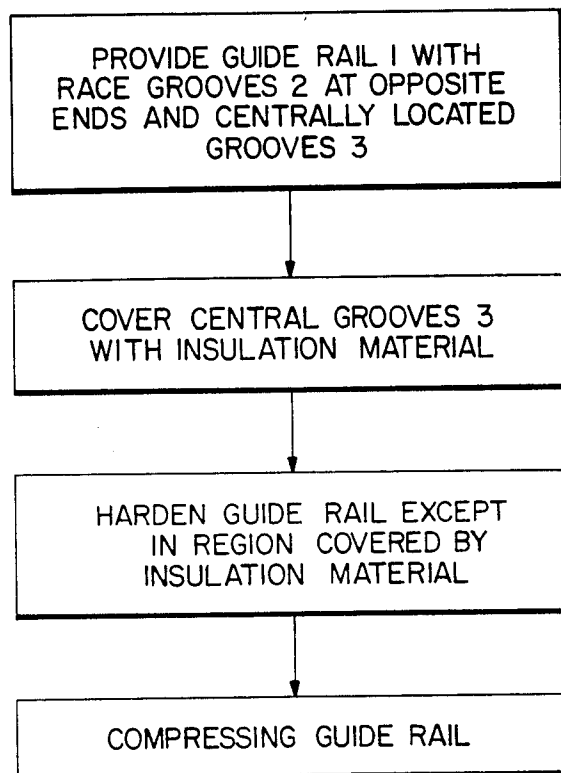 PROVIDE GUIDE RAIL 1 WITH
RACE GROOVES 2 AT OPPOSITE
ENDS AND CENTRALLY LOCATED
GROOVES 3
COVER CENTRAL GROOVES 3
WITH INSULATION MATERIAL
HARDEN GUIDE RAIL EXCEPT
IN REGION COVERED BY
INSULATION MATERIAL
COMPRESSING GUIDE RAIL